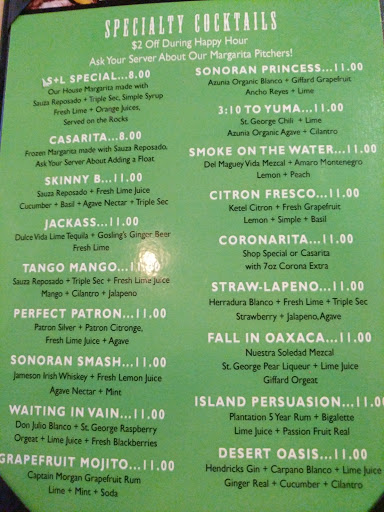 SPECIALTY COCKTAILS
$2 Off During Happy Hour
Ask Your Server About Our Margarita Pitchers!
S+L SPECIAL...8.00
Our House Margarita made with
Sauza Reposado + Triple Sec, Simple Syrup
Fresh Lime + Orange Juices,
Served on the Rocks
CASARITA...8.00
Frozen Margarita made with Sauza Reposado,
Ask Your Server About Adding a Float
SKINNY B...11.00
Sauza Reposado + Fresh Lime Juice
Cucumber + Basil + Agave Nectar + Triple Sec
JACKASS...11.00
Dulce Vida Lime Tequila + Gosling's Ginger Beer
Fresh Lime
TANGO MANGO...11.00
Sauza Reposado + Triple Sec + Fresh Lime Juice
Mango + Cilantro + Jalapeno
PERFECT PATRON...11.00
Patron Silver + Patron Citronge,
Fresh Lime Juice + Agave
SONORAN SMASH...11.00
Jameson Irish Whiskey + Fresh Lemon Juice
Agave Nectar + Mint
WAITING IN VAIN...11.00
Don Julio Blanco + St. George Raspberry
Orgeat + Lime Juice + Fresh Blackberries
GRAPEFRUIT MOJITO...11.00
Captain Morgan Grapefruit Rum
Lime + Mint + Soda
SONORAN PRINCESS...11.00
Azunia Organic Blanco + Giffard Grapefruit
Ancho Reyes + Lime
3:10 TO YUMA...11.00
St. George Chili + Lime
Azunia Organic Agave + Cilantro
SMOKE ON THE WATER...11.00
Del Maguey Vida Mezcal + Amaro Montenegro
Lemon + Peach
CITRON FRESCO...11.00
Ketel Citron + Fresh Grapefruit
Lemon + Simple + Basil
CORONARITA...11.00
Shop Special or Casarita
with 7oz Corona Extra
STRAW-LAPENO...11.00
Herradura Blanco + Fresh Lime + Triple Sec
Strawberry + Jalapeno, Agave
FALL IN OAXACA...11.00
Nuestra Soledad Mezcal
St. George Pear Liqueur + Lime Juice
Giffard Orgeat
ISLAND PERSUASION...11.00
Plantation 5 Year Rum + Bigalette
Lime Juice + Passion Fruit Real
DESERT OASIS...11.00
Hendricks Gin + Carpano Blanco + Lime Juice
Ginger Real + Cucumber + Cilantro